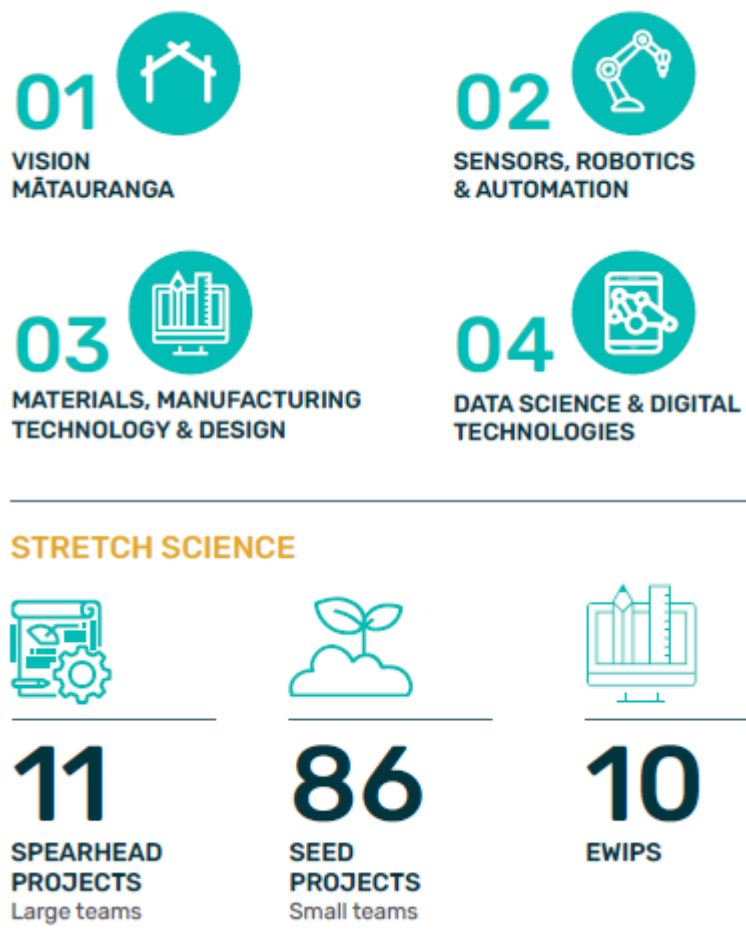 01
VISION
MĀTAURANGA
02
SENSORS, ROBOTICS
& AUTOMATION
03
MATERIALS, MANUFACTURING
TECHNOLOGY & DESIGN
04
DATA SCIENCE & DIGITAL
TECHNOLOGIES
STRETCH SCIENCE
11
SPEARHEAD
PROJECTS
Large teams
86
SEED
PROJECTS
Small teams
10
EWIPS